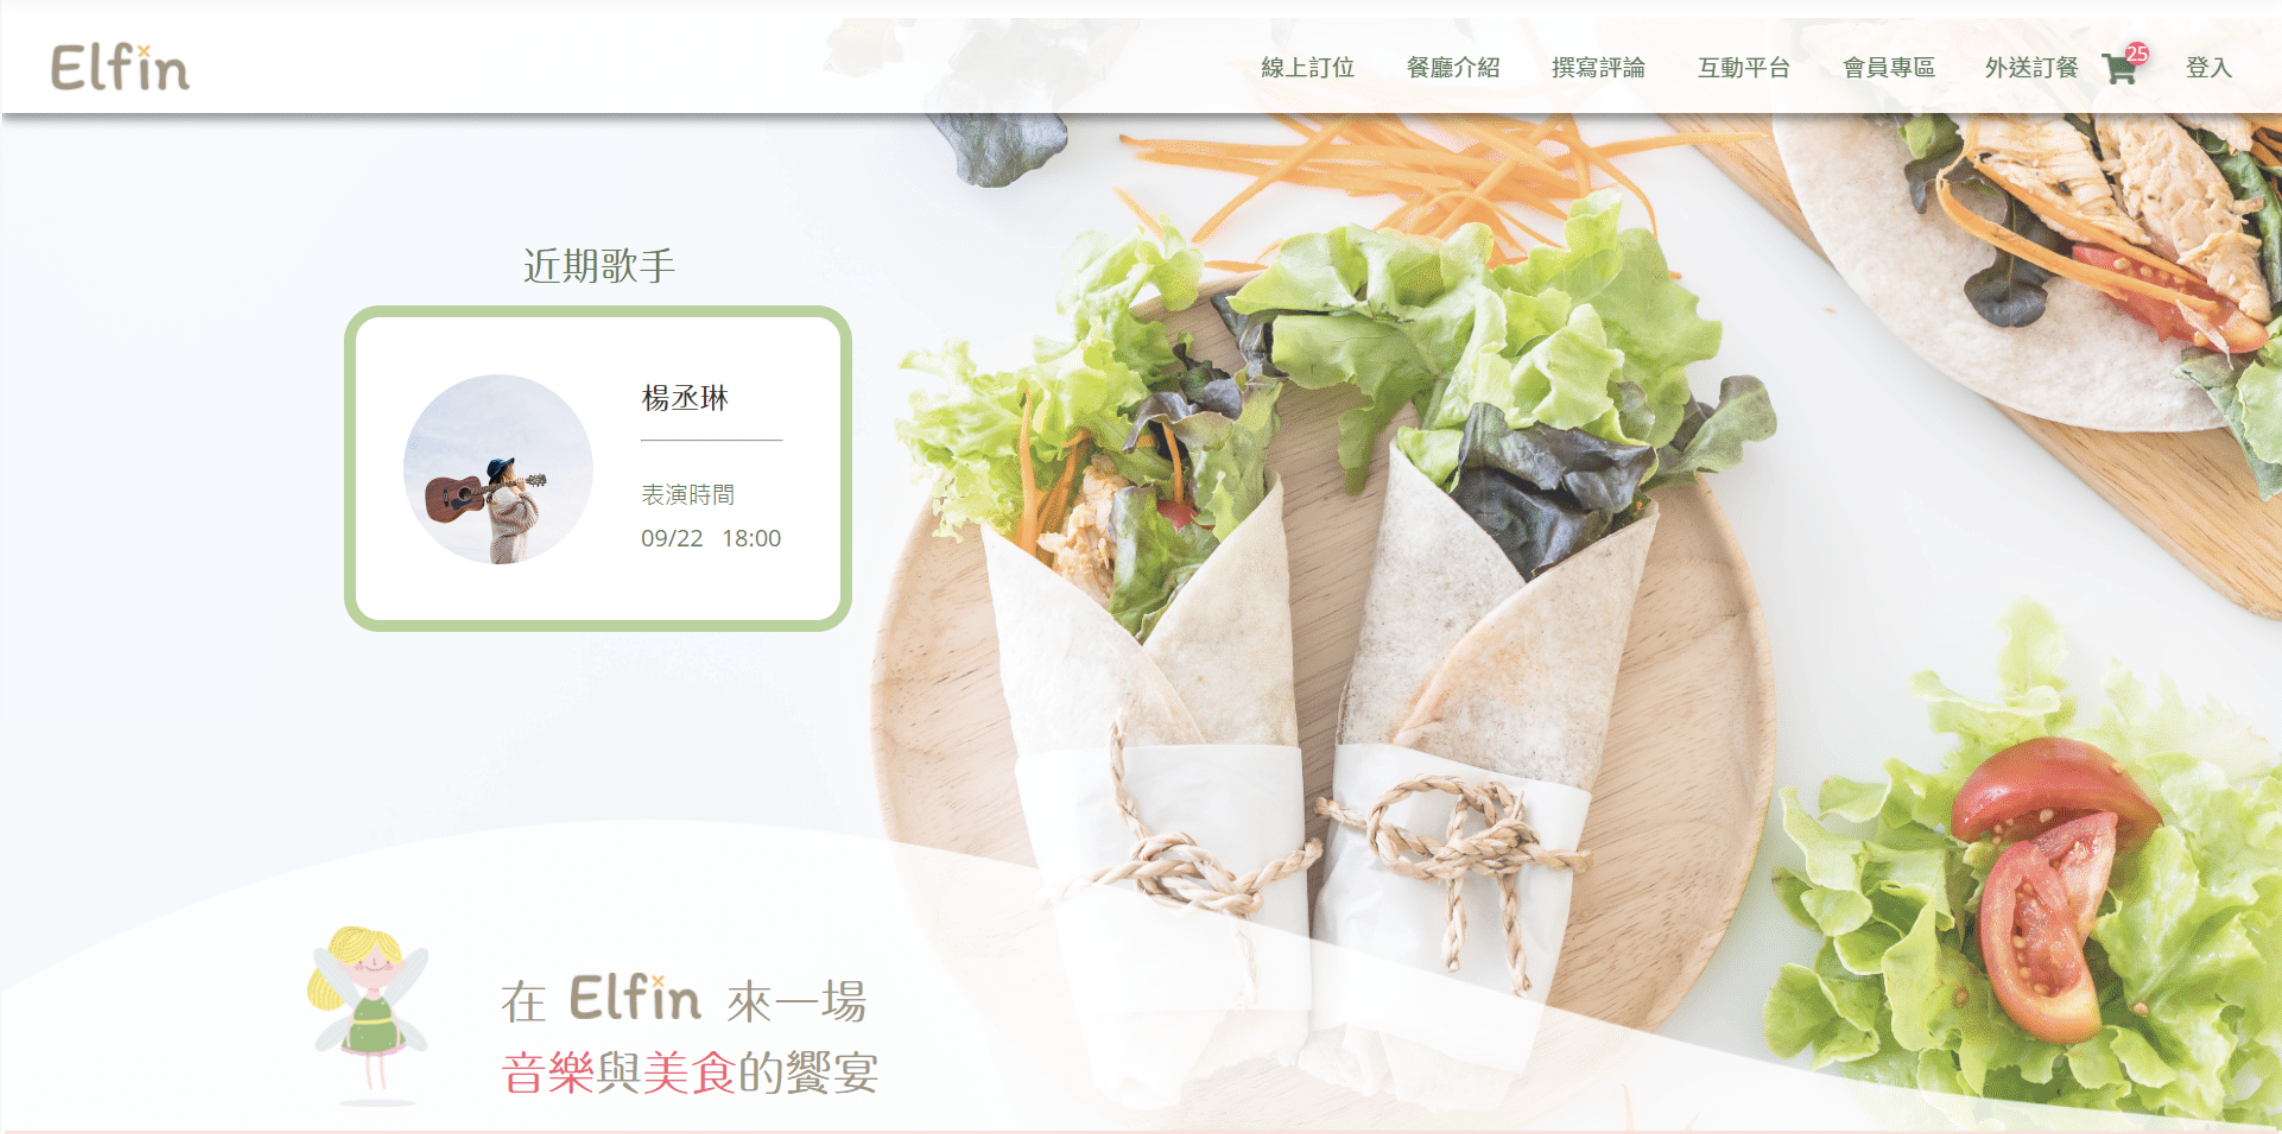 Elfin 線上訂位 餐廳介紹 撰寫評論 互動平台 會員專區 外送訂餐 25 登入
近期歌手
楊丞琳
表演時間
09/22 18:00
在 Elfin 來一場
音樂與美食的饗宴